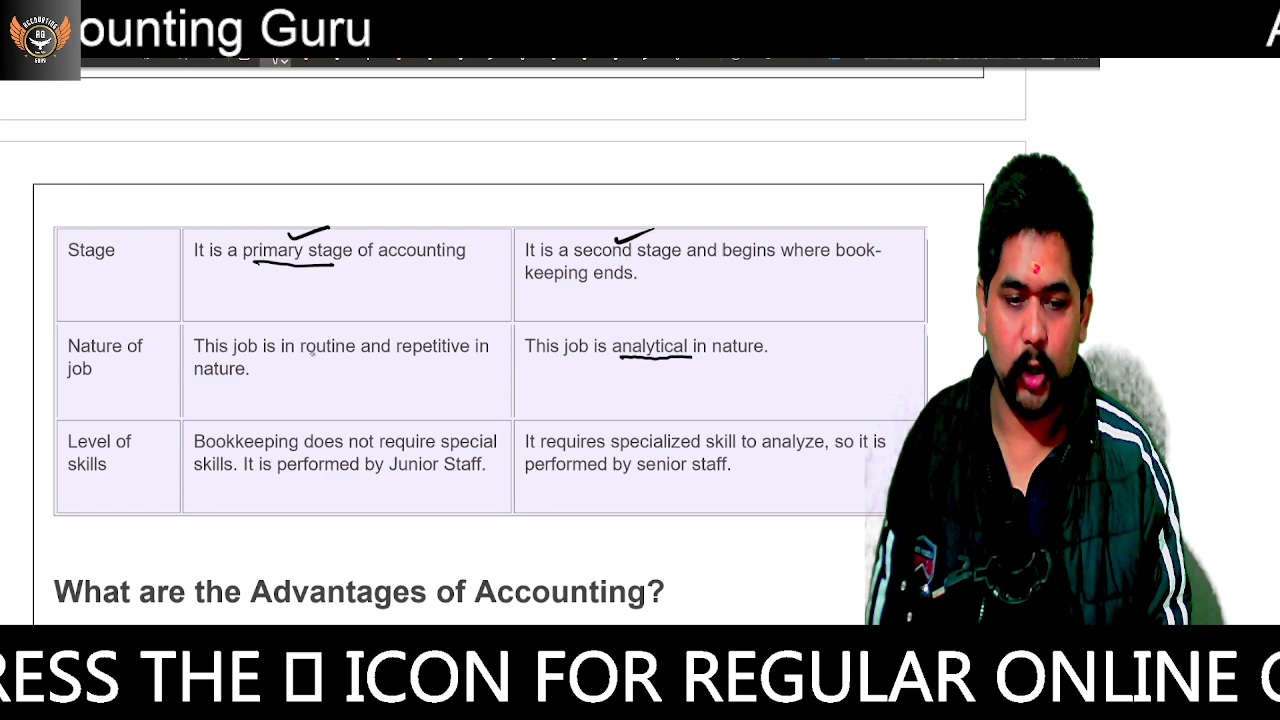 ounting Guru
A
ACCOUNTING
AG
GURU
Stage
It is a primary stage of accounting
It is a second stage and begins where book-
keeping ends.
Nature of
job
This job is in routine and repetitive in
nature.
This job is analytical in nature.
Level of
skills
Bookkeeping does not require special
skills. It is performed by Junior Staff.
It requires specialized skill to analyze, so it is
performed by senior staff.
What are the Advantages of Accounting?
RESS THE ICON FOR REGULAR ONLINE